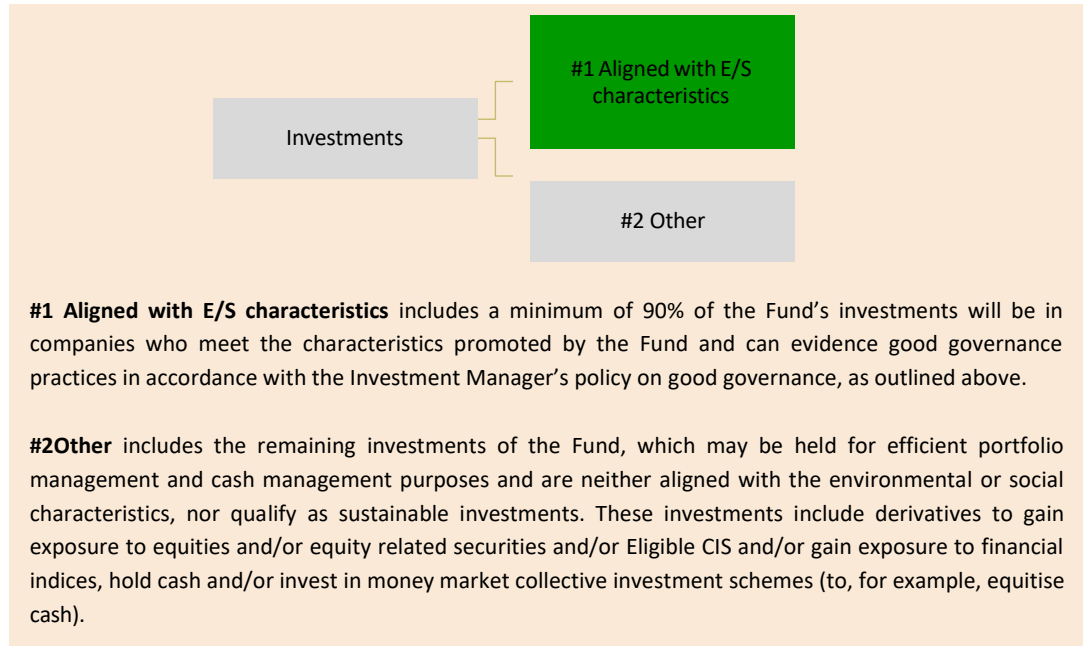 #1 Aligned with E/S
characteristics
Investments
#2 Other
#1 Aligned with E/S characteristics includes a minimum of 90% of the Fund’s investments will be in
companies who meet the characteristics promoted by the Fund and can evidence good governance
practices in accordance with the Investment Manager’s policy on good governance, as outlined above.
#2Other includes the remaining investments of the Fund, which may be held for efficient portfolio
management and cash management purposes and are neither aligned with the environmental or social
characteristics, nor qualify as sustainable investments. These investments include derivatives to gain
exposure to equities and/or equity related securities and/or Eligible CIS and/or gain exposure to financial
indices, hold cash and/or invest in money market collective investment schemes (to, for example, equitise
cash).